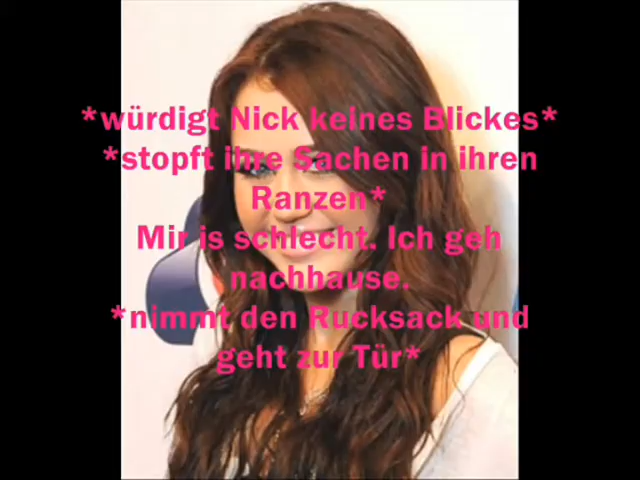 *würdigt Nick keines Blickes*
*stopft ihre Sachen in ihren
Ranzen*
Mir is schlecht. Ich geh
nachhause.
*nimmt den Rucksack und
geht zur Tür*